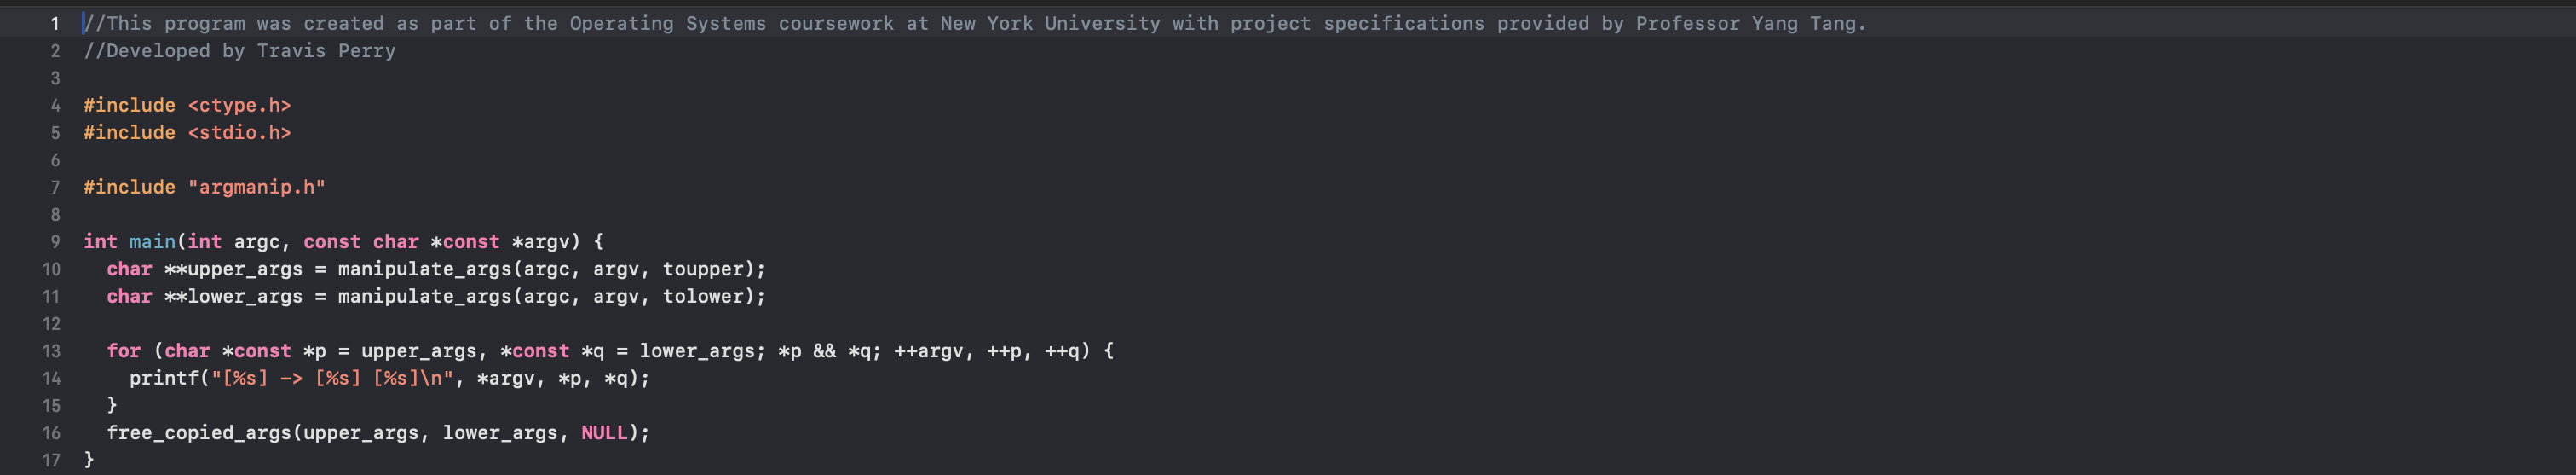 1 //This program was created as part of the Operating Systems coursework at New York University with project specifications provided by Professor Yang Tang.
2 //Developed by Travis Perry
3
4 #include <ctype.h>
5 #include <stdio.h>
6
7 #include "argmanip.h"
8
9 int main(int argc, const char *const *argv) {
10   char **upper_args = manipulate_args(argc, argv, toupper);
11   char **lower_args = manipulate_args(argc, argv, tolower);
12
13   for (char *const *p = upper_args, *const *q = lower_args; *p && *q; ++argv, ++p, ++q) {
14     printf("[%s] -> [%s] [%s]\n", *argv, *p, *q);
15   }
16   free_copied_args(upper_args, lower_args, NULL);
17 }